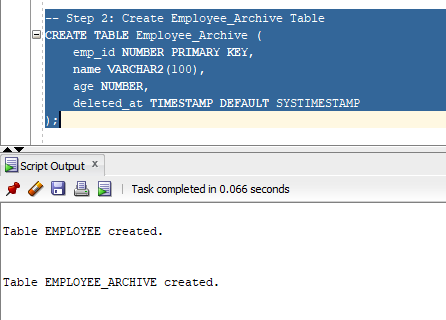 -- Step 2: Create Employee_Archive Table
CREATE TABLE Employee_Archive (
emp_id NUMBER PRIMARY KEY,
name VARCHAR2(100),
age NUMBER,
deleted_at TIMESTAMP DEFAULT SYSTIMESTAMP
);
Script Output x
Task completed in 0.066 seconds
Table EMPLOYEE created.
Table EMPLOYEE_ARCHIVE created.